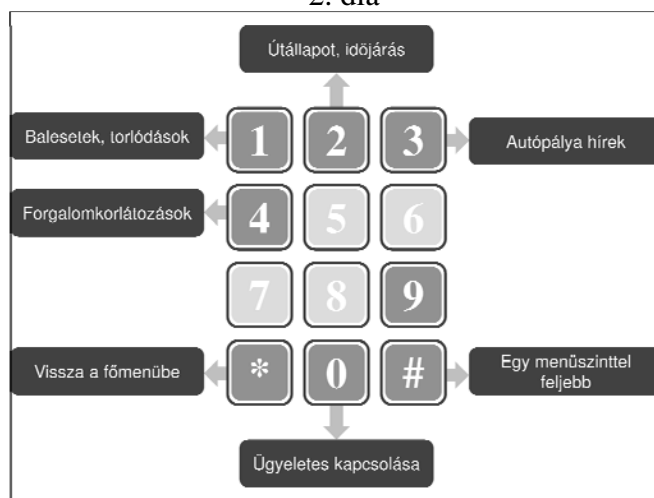 2. dia
Útállapot, időjárás
Balesetek, torlódások
1
2
3
Autópálya hírek
Forgalomkorlátozások
4
5
6
7
8
9
Vissza a főmenübe
*
0
#
Egy menüszinttel
feljebb
Ügyeletes kapcsolása